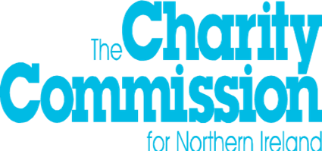 The Charity
Commission
for Northern Ireland